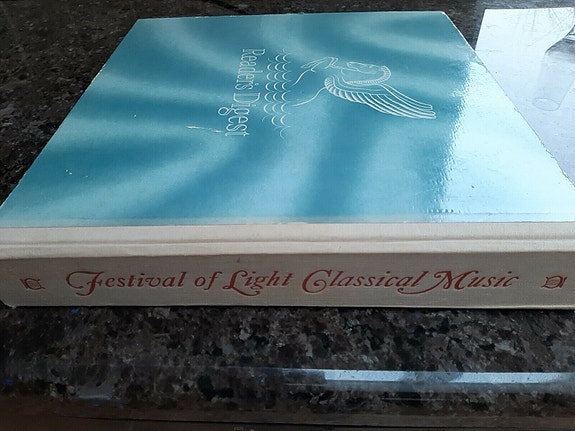 Reader's Digest
Festival of Light Classical Music